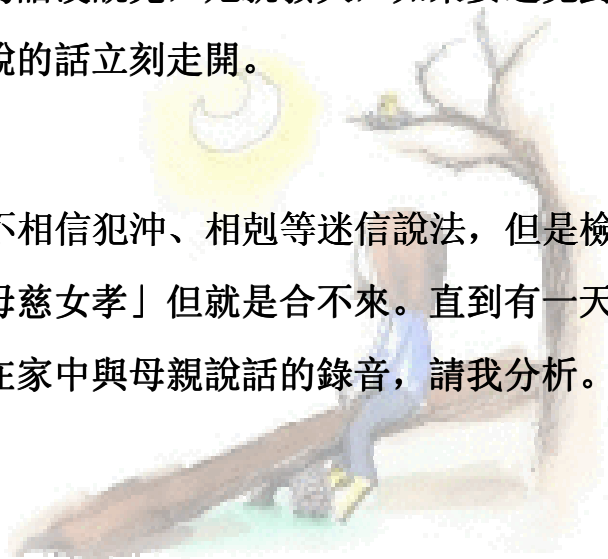 說的話立刻走開。
不相信犯沖、相剋等迷信說法，但是檢
母慈女孝」但就是合不來。直到有一天
在家中與母親說話的錄音，請我分析。